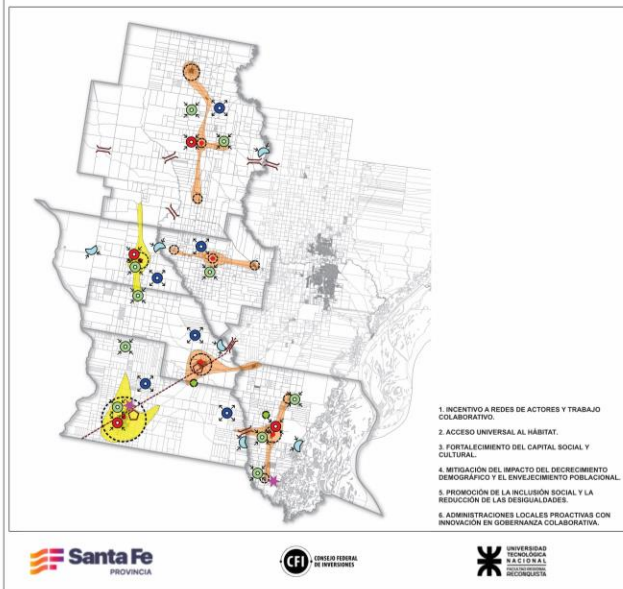 1. INCENTIVO A REDES DE ACTORES Y TRABAJO
COLABORATIVO.
2. ACCESO UNIVERSAL AL HÁBITAT.
3. FORTALECIMIENTO DEL CAPITAL SOCIAL Y
CULTURAL.
4. MITIGACIÓN DEL IMPACTO DEL DECRECIMIENTO
DEMOGRÁFICO Y EL ENVEJECIMIENTO POBLACIONAL.
5. PROMOCIÓN DE LA INCLUSIÓN SOCIAL Y LA
REDUCCIÓN DE LAS DESIGUALDADES.
6. ADMINISTRACIONES LOCALES PROACTIVAS CON
INNOVACIÓN EN GOBERNANZA COLABORATIVA.
Santa Fe
PROVINCIA
CFI
CONSEJO FEDERAL
DE INVERSIONES
UNIVERSIDAD
TECNOLÓGICA
NACIONAL
FACULTAD REGIONAL
RECONQUISTA